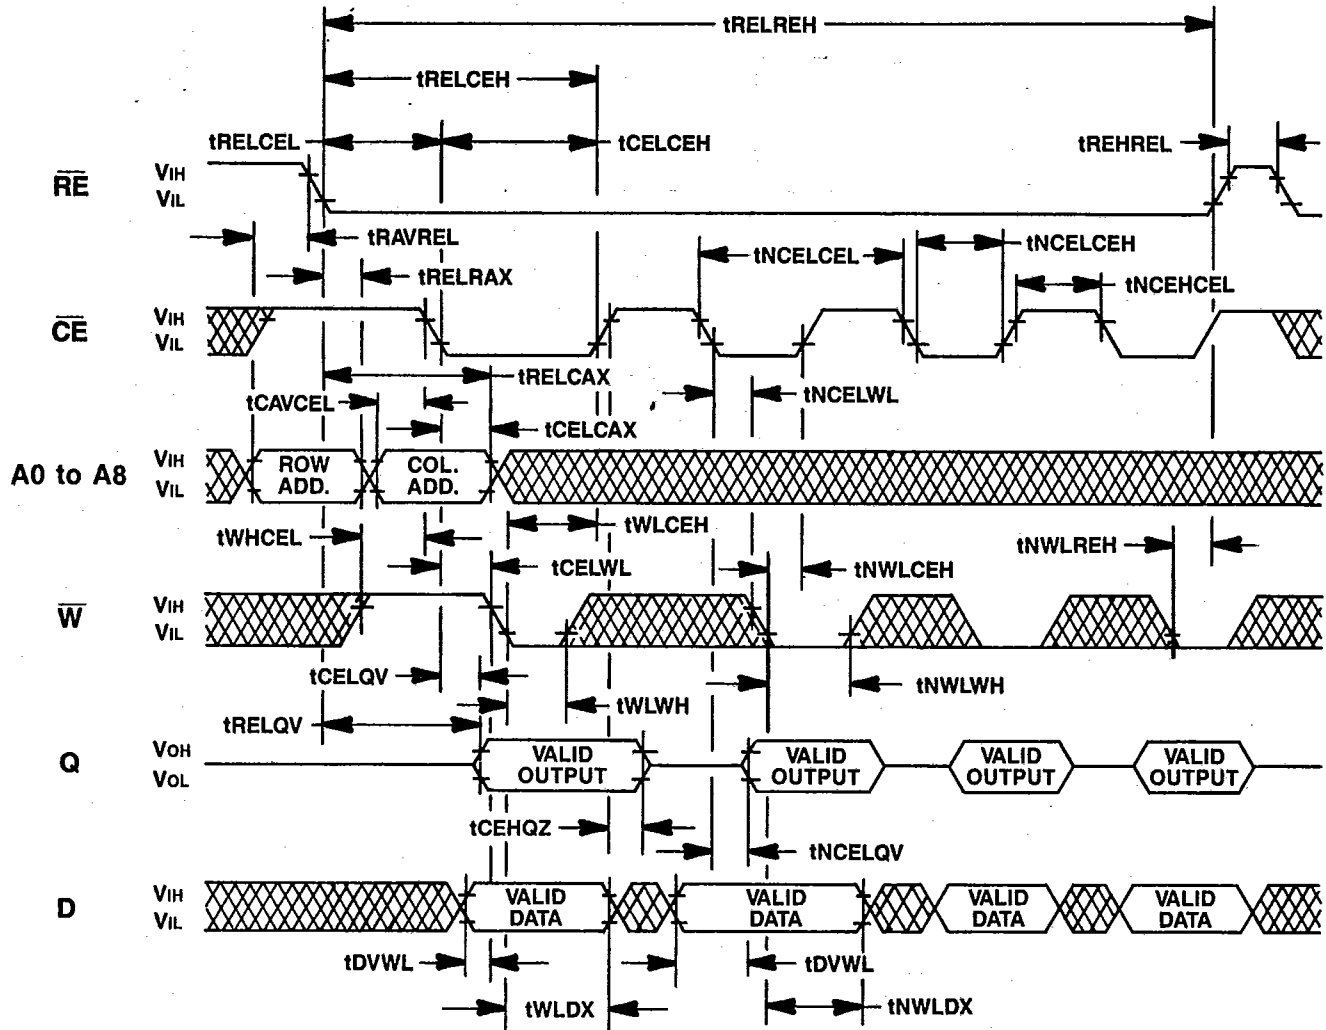 tRELREH
tRELCEH
tRELCEL
tCELCEH
tREHREL
RE
VIH
VIL
tRAVREL
tNCELCEL
tNCELCEH
tRELRAX
tNCEHCEL
CE
VIH
VIL
tRELCAX
tCAVCEL
tNCELWL
tCELCAX
A0 to A8
VIH
VIL
ROW
ADD.
COL.
ADD.
tWHCEL
tWLCEH
tNWLREH
tCELWL
tNWLCEH
W
VIH
VIL
tCELQV
tNWLWH
tWLWH
tRELQV
Q
VOH
VOL
VALID
OUTPUT
VALID
OUTPUT
VALID
OUTPUT
VALID
OUTPUT
tCEHQZ
tNCELQV
D
VIH
VIL
VALID
DATA
VALID
DATA
VALID
DATA
VALID
DATA
tDVWL
tDVWL
tWLDX
tNWLDX